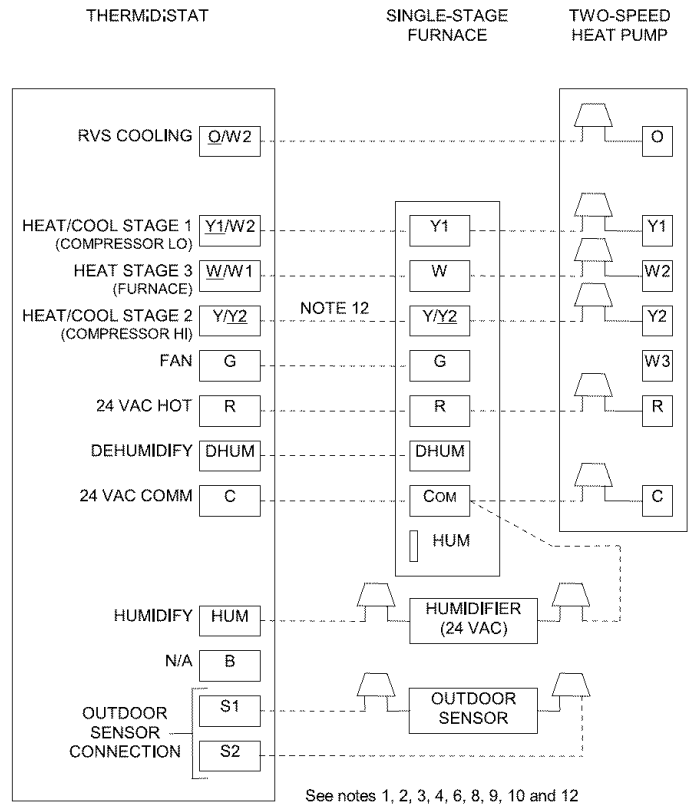 THERMiDiSTAT
SINGLE-STAGE
FURNACE
TWO-SPEED
HEAT PUMP
RVS COOLING
O/W2
O
HEAT/COOL STAGE 1
(COMPRESSOR LO)
Y1/W2
Y1
Y1
HEAT STAGE 3
(FURNACE)
W/W1
W
W2
HEAT/COOL STAGE 2
(COMPRESSOR HI)
Y/Y2
NOTE 12
Y/Y2
Y2
FAN
G
G
W3
24 VAC HOT
R
R
R
DEHUMIDIFY
DHUM
DHUM
24 VAC COMM
C
COM
C
HUM
HUMIDIFY
HUM
HUMIDIFIER
(24 VAC)
N/A
B
OUTDOOR
SENSOR
CONNECTION
S1
S2
OUTDOOR
SENSOR
See notes 1, 2, 3, 4, 6, 8, 9, 10 and 12